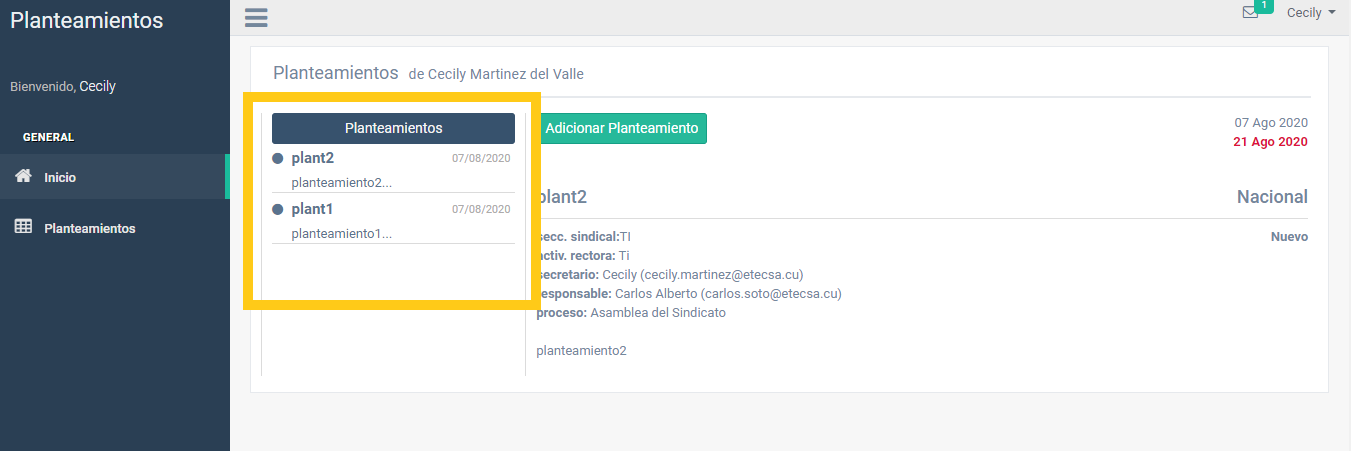 Planteamientos
1
Cecily
Bienvenido, Cecily
GENERAL
Inicio
Planteamientos
Planteamientos de Cecily Martinez del Valle
Planteamientos
plant2 07/08/2020
planteamiento2...
plant1 07/08/2020
planteamiento1...
Adicionar Planteamiento
07 Ago 2020
21 Ago 2020
plant2
Nacional
secc. sindical:TI
Nuevo
activ. rectora: Ti
secretario: Cecily (cecily.martinez@etecsa.cu)
responsable: Carlos Alberto (carlos.soto@etecsa.cu)
proceso: Asamblea del Sindicato
planteamiento2